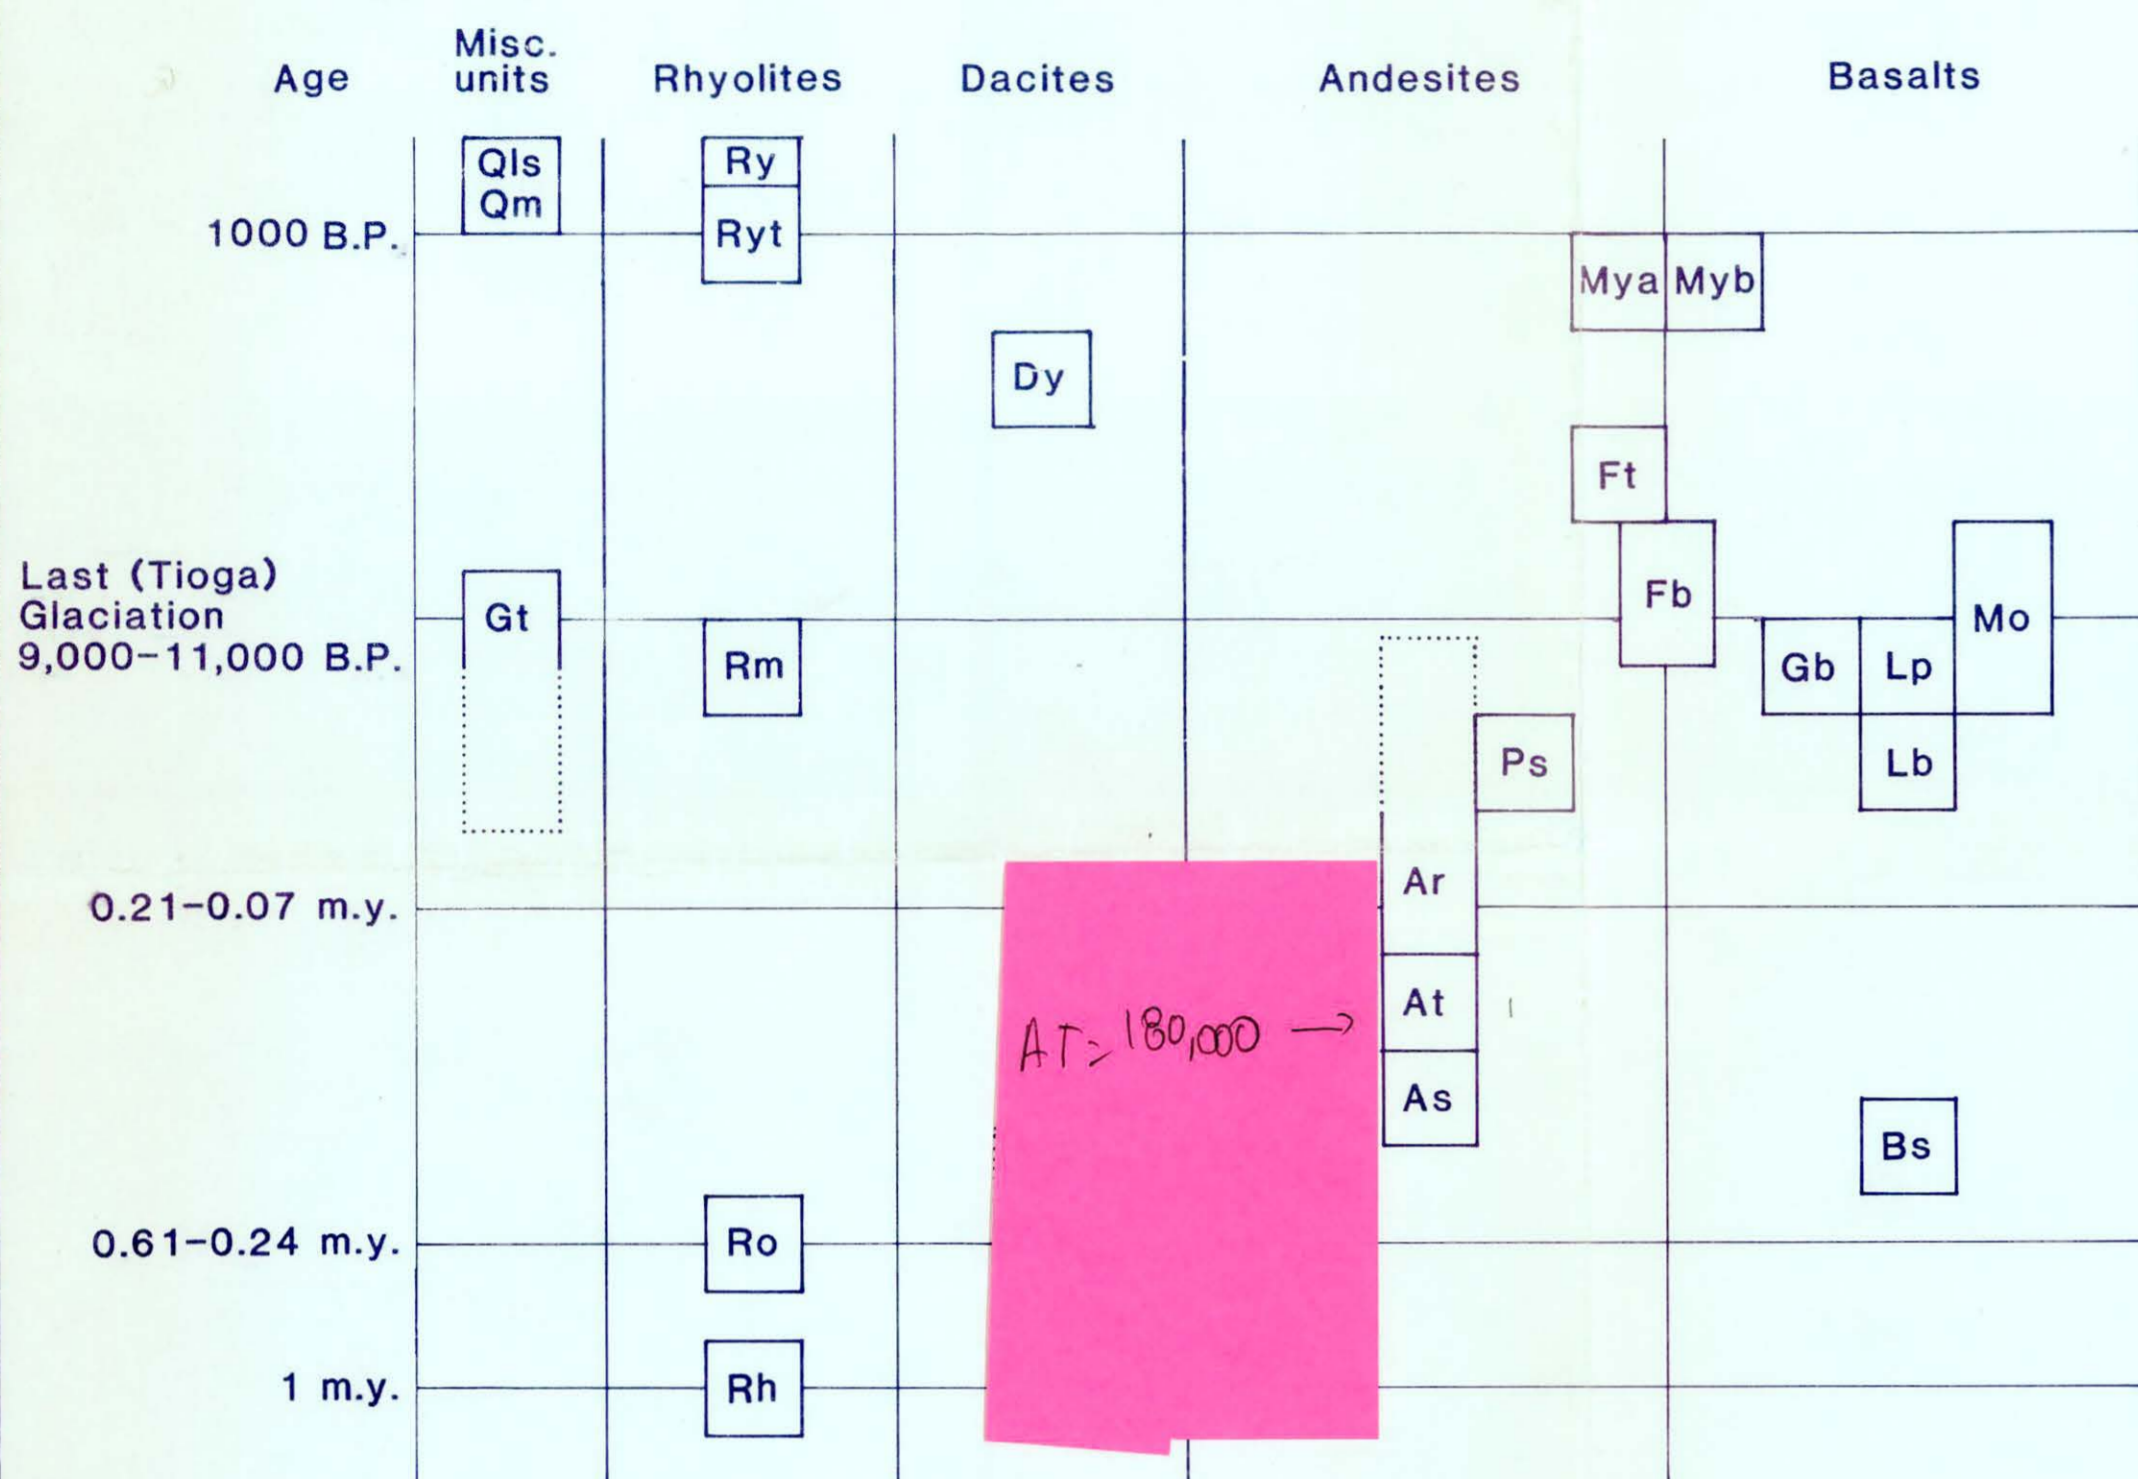 Age Misc. units Rhyolites Dacites Andesites Basalts
Qls Ry
Qm
1000 B.P. Ryt
Mya Myb
Dy
Ft
Last (Tioga)
Glaciation
9,000-11,000 B.P.
Gt Fb Mo
Rm Gb Lp
Ps Lb
Ar
0.21-0.07 m.y.
At
AT= 180,000 →
As
Bs
0.61-0.24 m.y. Ro
1 m.y. Rh